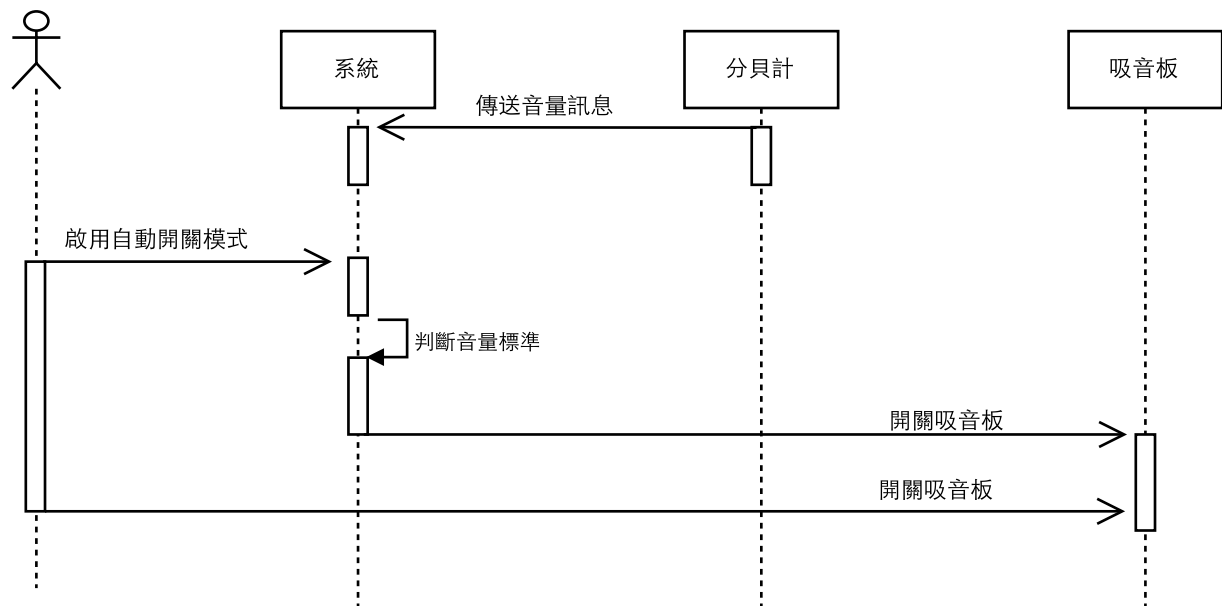 系統
分貝計
吸音板
傳送音量訊息
啟用自動開關模式
判斷音量標準
開關吸音板
開關吸音板